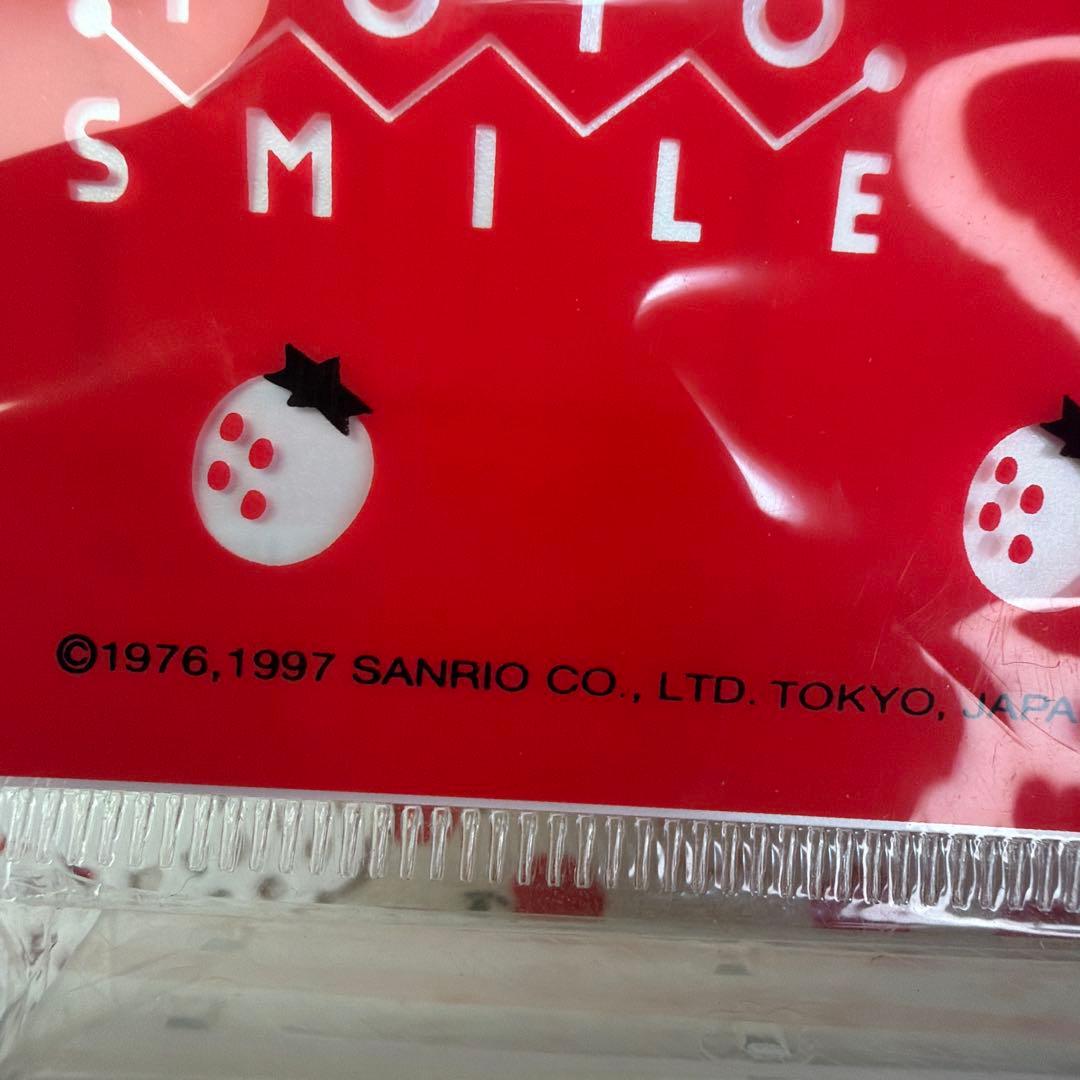 SMILE
©1976,1997 SANRIO CO., LTD. TOKYO, JAPA